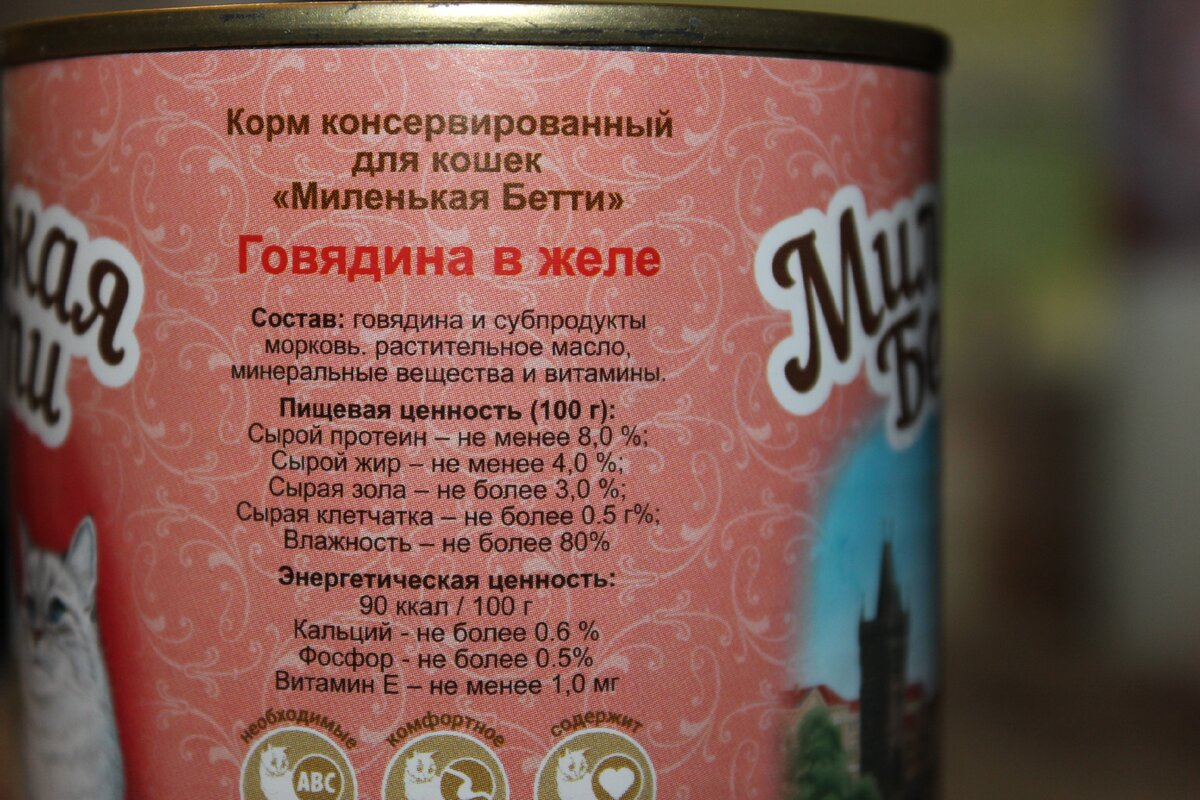 Корм консервированный
для кошек
«Миленькая Бетти»
Говядина в желе
Состав: говядина и субпродукты
морковь. растительное масло,
минеральные вещества и витамины.
Пищевая ценность (100 г):
Сырой протеин – не менее 8,0 %;
Сырой жир – не менее 4,0 %;
Сырая зола – не более 3,0 %;
Сырая клетчатка – не более 0.5 г%;
Влажность – не более 80%
Энергетическая ценность:
90 ккал / 100 г
Кальций - не более 0.6 %
Фосфор - не более 0.5%
Витамин Е – не менее 1,0 мг
необходимые комфортное содержит
ABC